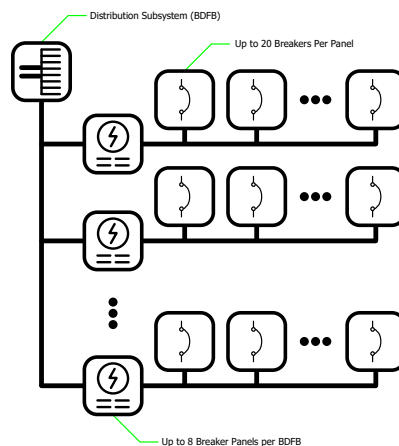 Distribution Subsystem (BDFB)
Up to 20 Breakers Per Panel
Up to 8 Breaker Panels per BDFB